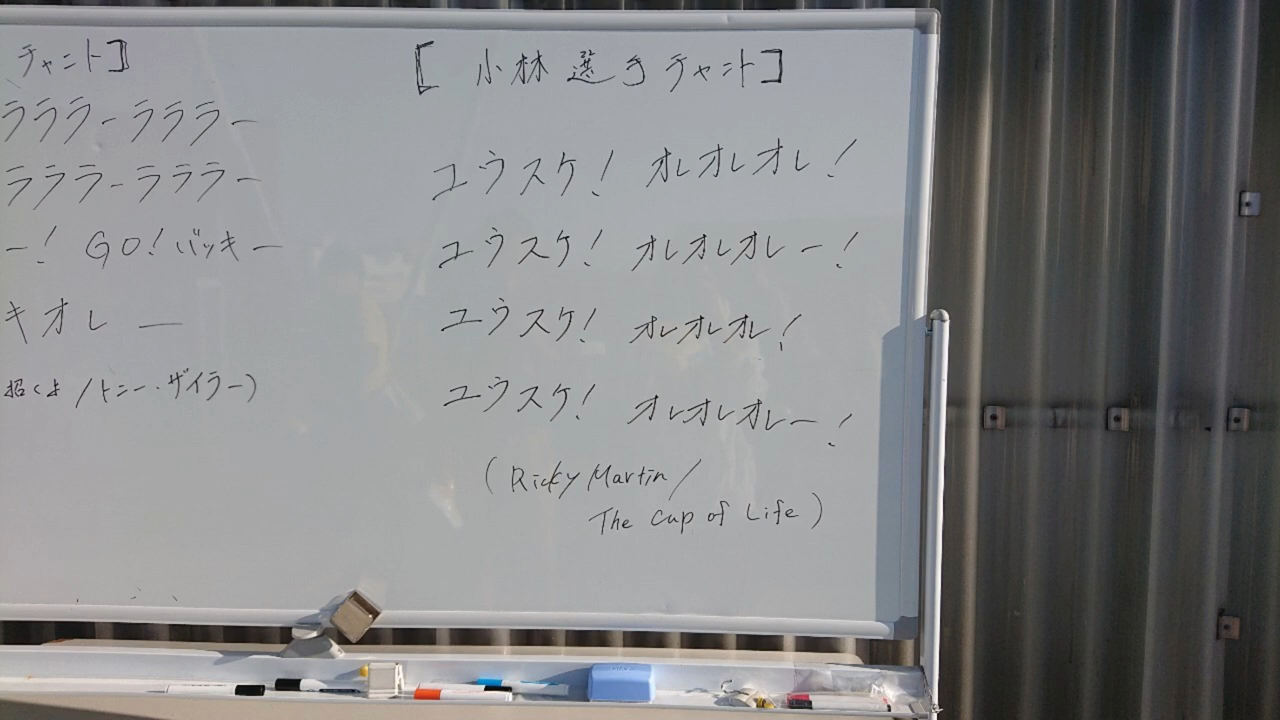 チャント】
ラララーラララー
ラララーラララー
ー! GO!バッキー
キオレー
招くよ/トニー・ザイラー)
【小林選手チャント】
ユウスケ! オレオレオレ!
ユウスケ! オレオレオレー!
ユウスケ! オレオレオレ!
ユウスケ! オレオレオレー!
(Ricky Martin/
The Cup of Life)